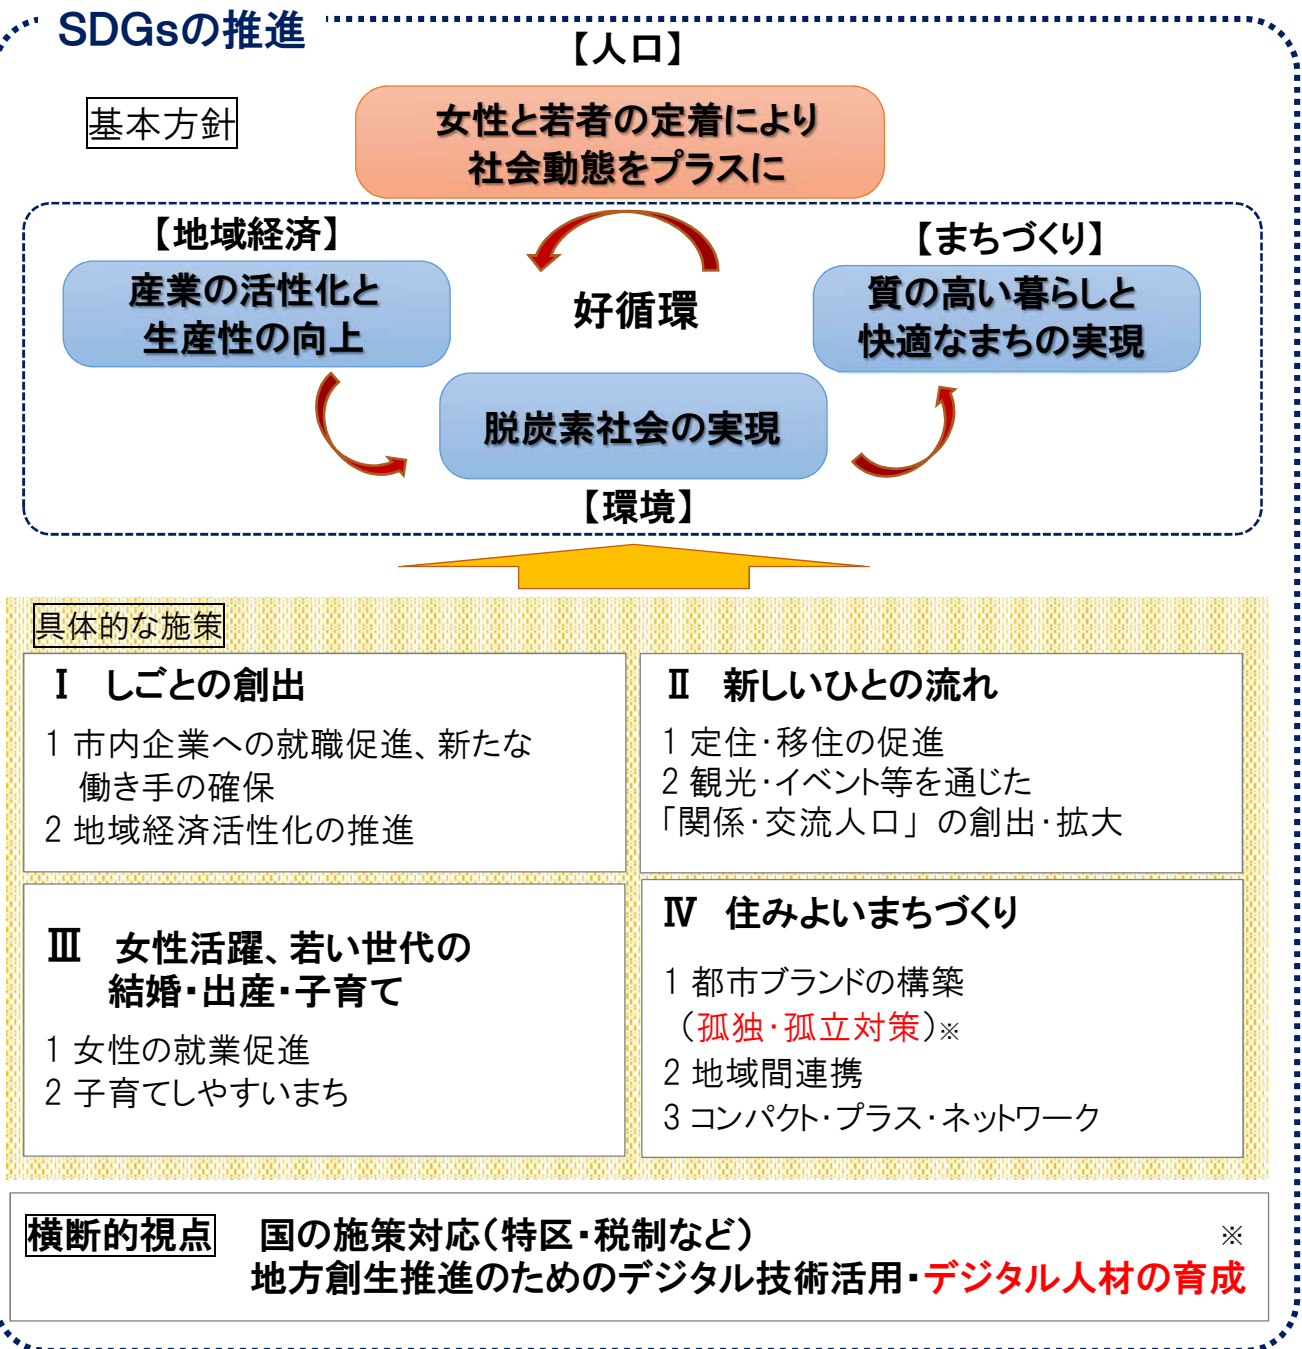 SDGsの推進
【人口】
基本方針
女性と若者の定着により
社会動態をプラスに
【地域経済】
【まちづくり】
産業の活性化と
生産性の向上
好循環
質の高い暮らしと
快適なまちの実現
脱炭素社会の実現
【環境】
具体的な施策
Ⅰ しごとの創出
1 市内企業への就職促進、新たな
働き手の確保
2 地域経済活性化の推進
Ⅱ 新しいひとの流れ
1 定住・移住の促進
2 観光・イベント等を通じた
「関係・交流人口」の創出・拡大
Ⅲ 女性活躍、若い世代の
結婚・出産・子育て
1 女性の就業促進
2 子育てしやすいまち
Ⅳ 住みよいまちづくり
1 都市ブランドの構築
（孤独・孤立対策）※
2 地域間連携
3 コンパクト・プラス・ネットワーク
横断的視点 国の施策対応（特区・税制など） ※
地方創生推進のためのデジタル技術活用・デジタル人材の育成